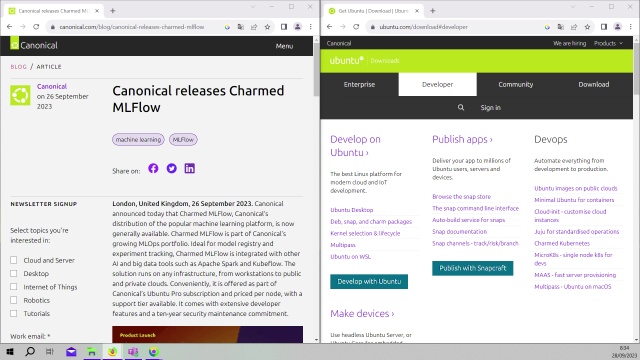 Canonical releases Charmed ML
canonical.com/blog/canonical-releases-charmed-mlflow
Canonical
Menu
BLOG / ARTICLE
Canonical
on 26 September
2023
Canonical releases Charmed
MLFlow
machine learning
MLFlow
Share on:
NEWSLETTER SIGNUP
Select topics you're
interested in:
Cloud and Server
Desktop
Internet of Things
Robotics
Tutorials
Work email: *
London, United Kingdom, 26 September 2023. Canonical
announced today that Charmed MLFlow, Canonical's
distribution of the popular machine learning platform, is now
generally available. Charmed MLFlow is part of Canonical's
growing MLOps portfolio. Ideal for model registry and
experiment tracking, Charmed MLFlow is integrated with other
AI and big data tools such as Apache Spark and Kubeflow. The
solution runs on any infrastructure, from workstations to public
and private clouds. Conveniently, it is offered as part of
Canonical's Ubuntu Pro subscription and priced per node, with a
support tier available. It comes with extensive developer
features and a ten-year security maintenance commitment.
Product Launch
Get Ubuntu | Download | Ubuntu
ubuntu.com/download#developer
Canonical
We are hiring
Products
ubuntu
Downloads
Enterprise
Developer
Community
Download
Sign in
Develop on
Ubuntu ›
The best Linux platform for
modern cloud and IoT
development.
Ubuntu Desktop
Deb, snap, and charm packages
Kernel selection & lifecycle
Multipass
Ubuntu on WSL
Develop with Ubuntu
Make devices ›
Use headless Ubuntu Server, or
Publish apps ›
Deliver your app to millions of
Ubuntu users, servers and
devices.
Browse the snap store
The snap command line interface
Auto-build service for snaps
Snap documentation
Snap channels - track/risk/branch
Publish with Snapcraft
Devops
Automate everything from
development to production.
Ubuntu images on public clouds
Minimal Ubuntu for containers
Cloud-init - customise cloud
instances
Juju for standardised operations
Charmed Kubernetes
MicroK8s - single node k8s for
devs
MAAS - fast server provisioning
Multipass - Ubuntu on macOS
8:34
28/09/2023